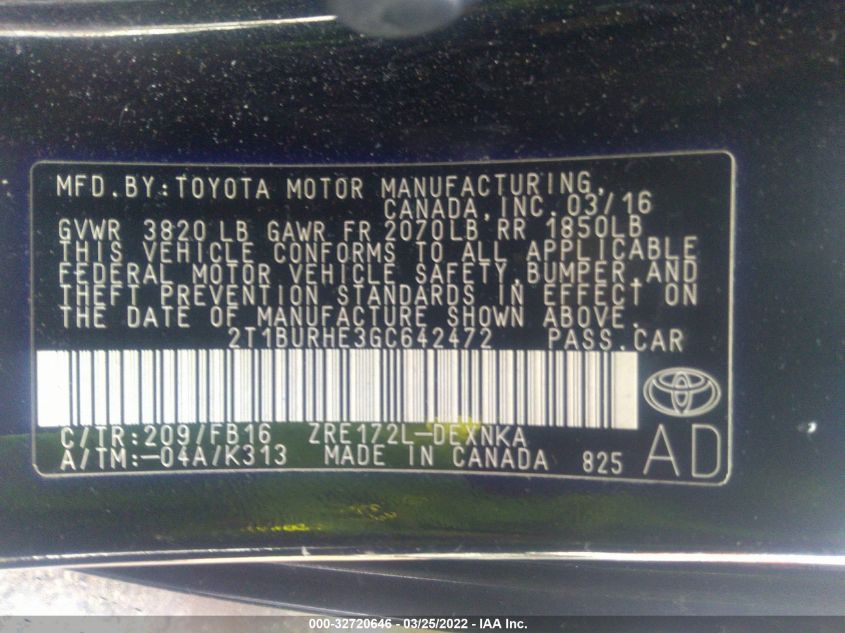 MFD.BY:TOYOTA MOTOR MANUFACTURING,
CANADA,INC.03/16
GVWR 3820 LB GAWR FR 2070LB RR 1850LB
THIS VEHICLE CONFORMS TO ALL APPLICABLE
FEDERAL MOTOR VEHICLE SAFETY,BUMPER,AND
THEFT PREVENTION STANDARDS IN EFFECT ON
THE DATE OF MANUFACTURE SHOWN ABOVE.
2T1BURHE3GC642472 PASS.CAR
C/TR:209/FB16 ZRE172L-DEXNKA
A/TM:-04A/K313 MADE IN CANADA 825 AD
000-32720646 - 03/25/2022 - IAA Inc.